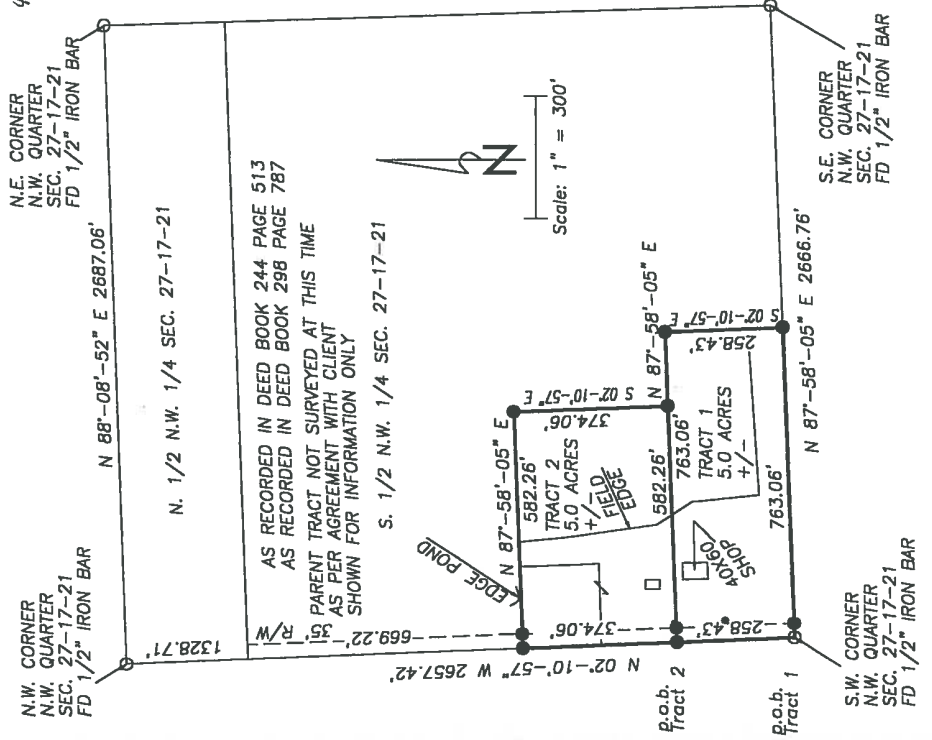 N.W. CORNER
N.W. QUARTER
SEC. 27-17-21
FD 1/2" IRON BAR
N.E. CORNER
N.W. QUARTER
SEC. 27-17-21
FD 1/2" IRON BAR
N 88°-08'-52" E 2687.06'
N. 1/2 N.W. 1/4 SEC. 27-17-21
1328.71'
AS RECORDED IN DEED BOOK 244 PAGE 513
AS RECORDED IN DEED BOOK 298 PAGE 787
PARENT TRACT NOT SURVEYED AT THIS TIME
AS PER AGREEMENT WITH CLIENT
SHOWN FOR INFORMATION ONLY
S. 1/2 N.W. 1/4 SEC. 27-17-21
N
Scale: 1" = 300'
669.22'
35' R/W
N 02°-10'-57" W 2657.42'
EDGE POND
N 87°-58'-05" E
582.26'
TRACT 2
5.0 ACRES
+/-
FIELD
EDGE
374.06'
S 02°-10'-57" E
374.06'
N 87°-58'-05" E
582.26'
763.06'
TRACT 1
5.0 ACRES
+/-
40X60
SHOP
258.43'
S 02°-10'-57" E
258.43'
763.06'
N 87°-58'-05" E 2666.76'
p.o.b.
Tract 2
p.o.b.
Tract 1
S.W. CORNER
N.W. QUARTER
SEC. 27-17-21
FD 1/2" IRON BAR
S.E. CORNER
N.W. QUARTER
SEC. 27-17-21
FD 1/2" IRON BAR